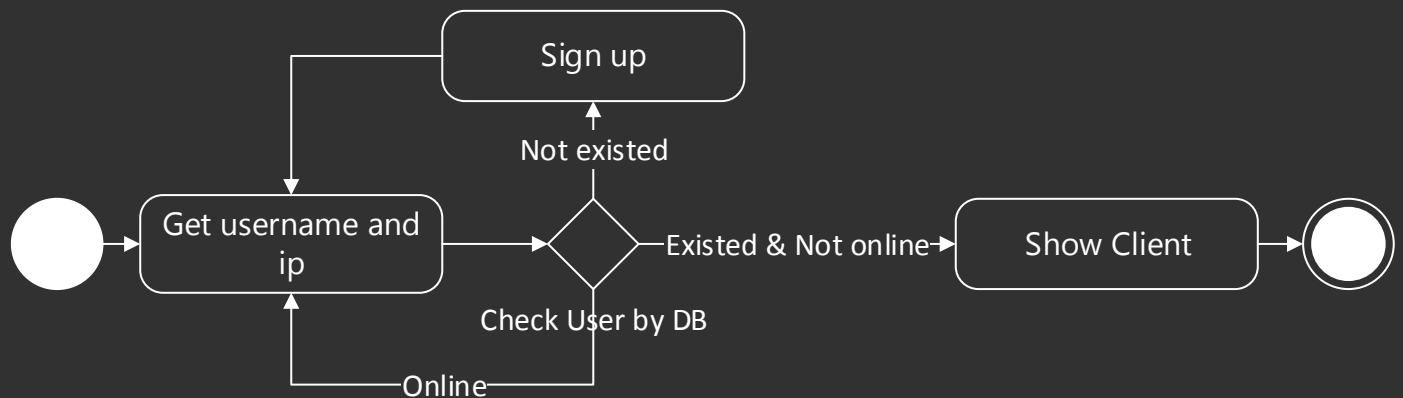 Sign up
Not existed
Get username and
ip
Existed & Not online
Show Client
Check User by DB
Online